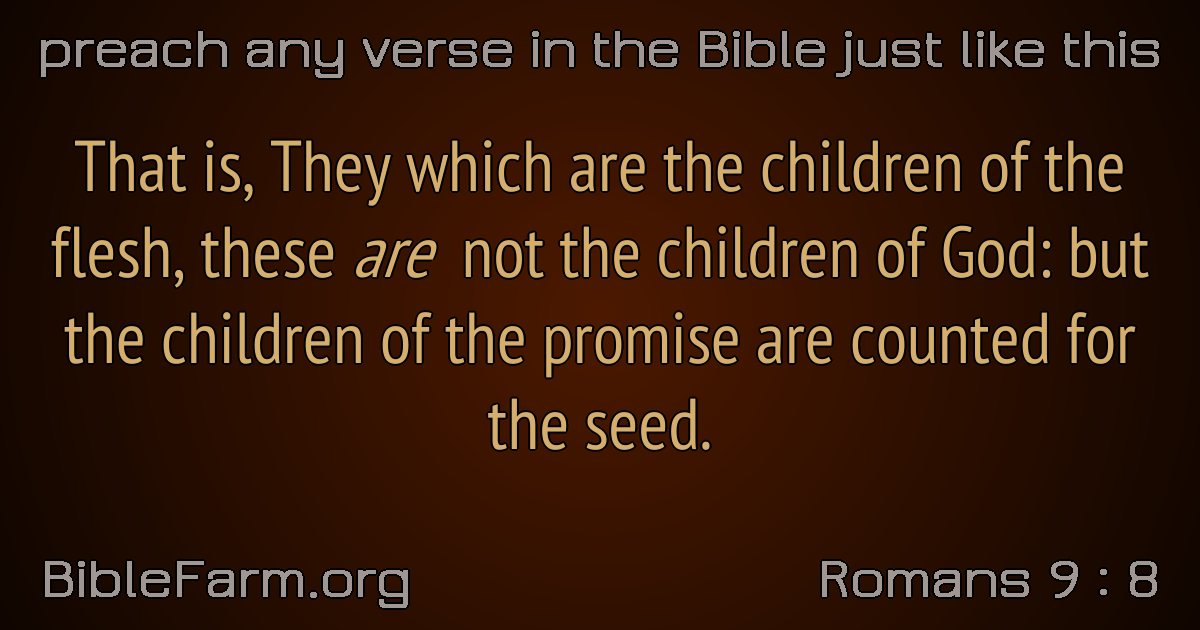 preach any verse in the Bible just like this
That is, They which are the children of the
flesh, these are not the children of God: but
the children of the promise are counted for
the seed.
BibleFarm.org
Romans 9 : 8